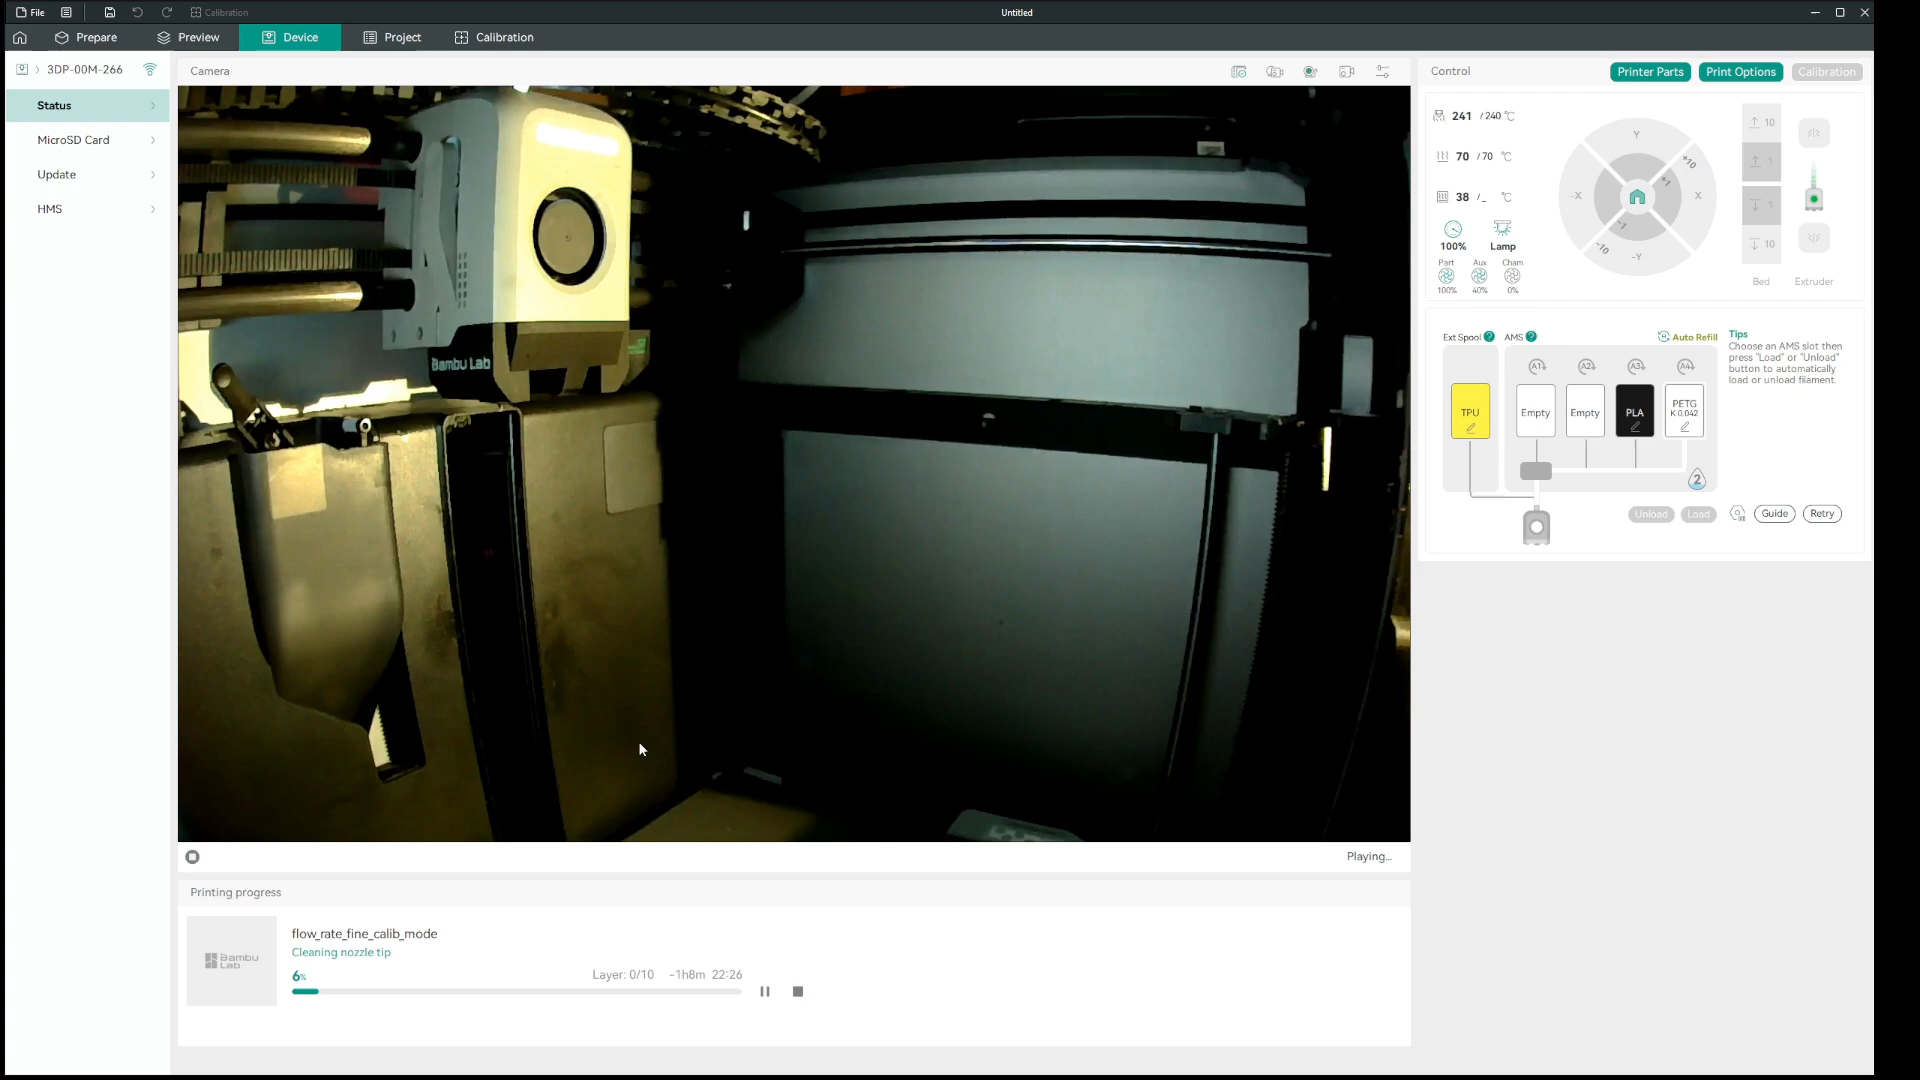 File
Calibration
Untitled
Prepare
Preview
Device
Project
Calibration
3DP-00M-266
Status
MicroSD Card
Update
HMS
Camera
Bambu Lab
Playing...
Printing progress
Bambu
Lab
flow_rate_fine_calib_mode
Cleaning nozzle tip
6%
Layer: 0/10 -1h8m 22:26
Control
Printer Parts
Print Options
Calibration
241 / 240 °C
70 / 70 °C
38 / _ °C
100%
Lamp
Part Aux Cham
100% 40% 0%
Y
+10
+1
-X
X
-1
-10
-Y
10
1
1
10
Bed
Extruder
Ext Spool ?
AMS ?
Auto Refill
A1
A2
A3
A4
TPU
Empty
Empty
PLA
PETG
K 0.042
2
Tips
Choose an AMS slot then
press "Load" or "Unload"
button to automatically
load or unload filament.
Unload
Load
Guide
Retry